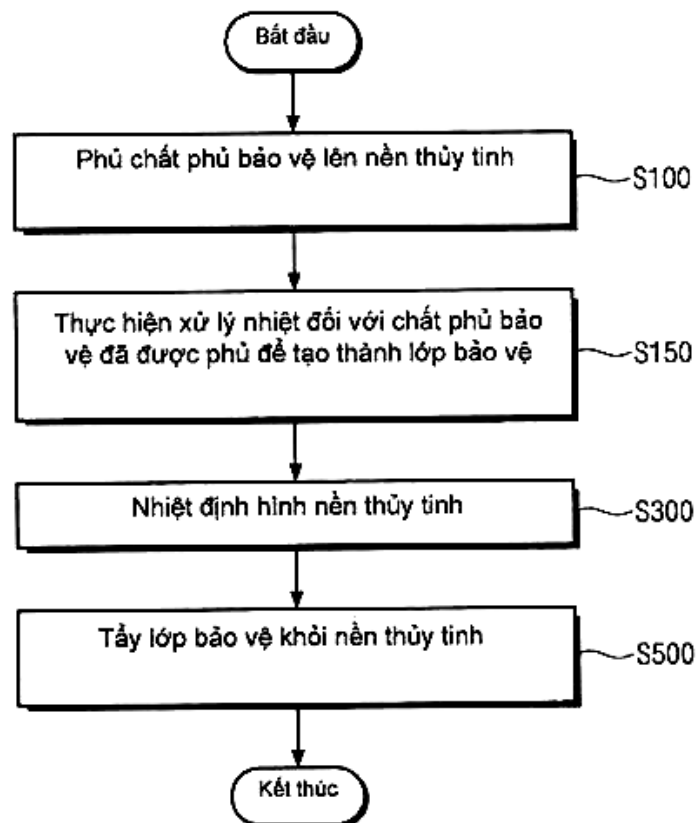 Bắt đầu
Phủ chất phủ bảo vệ lên nền thủy tinh
S100
Thực hiện xử lý nhiệt đối với chất phủ bảo
vệ đã được phủ để tạo thành lớp bảo vệ
S150
Nhiệt định hình nền thủy tinh
S300
Tẩy lớp bảo vệ khỏi nền thủy tinh
S500
Kết thúc